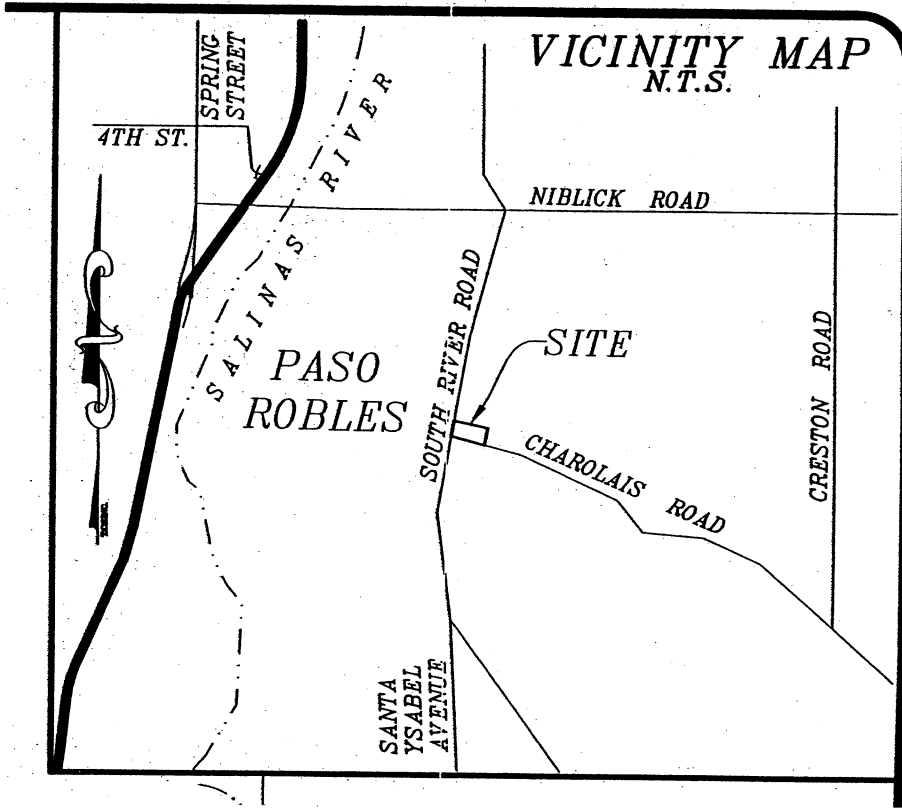 VICINITY MAP
N.T.S.
SPRING
STREET
4TH ST.
SALINAS RIVER
NIBLICK ROAD
SOUTH RIVER ROAD
SITE
PASO
ROBLES
CHAROLAIS ROAD
CRESTON ROAD
SANTA
YSABEL
AVENUE